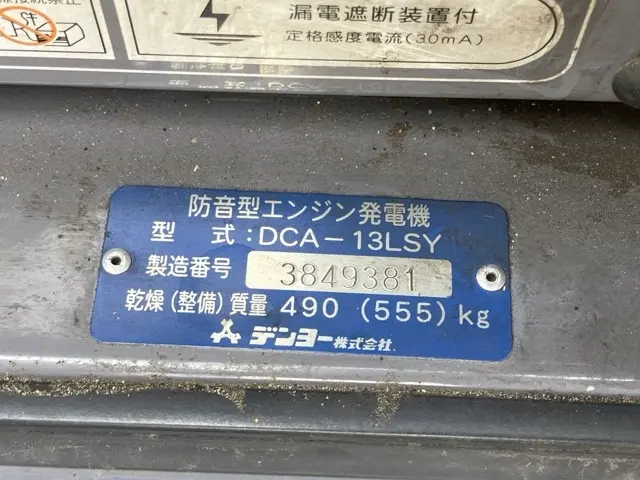 漏電遮断装置付
定格感度電流(30mA)
防音型エンジン発電機
型 式:DCA-13LSY
製造番号 3849381
乾燥(整備)質量 490 (555) kg
デンヨー株式会社